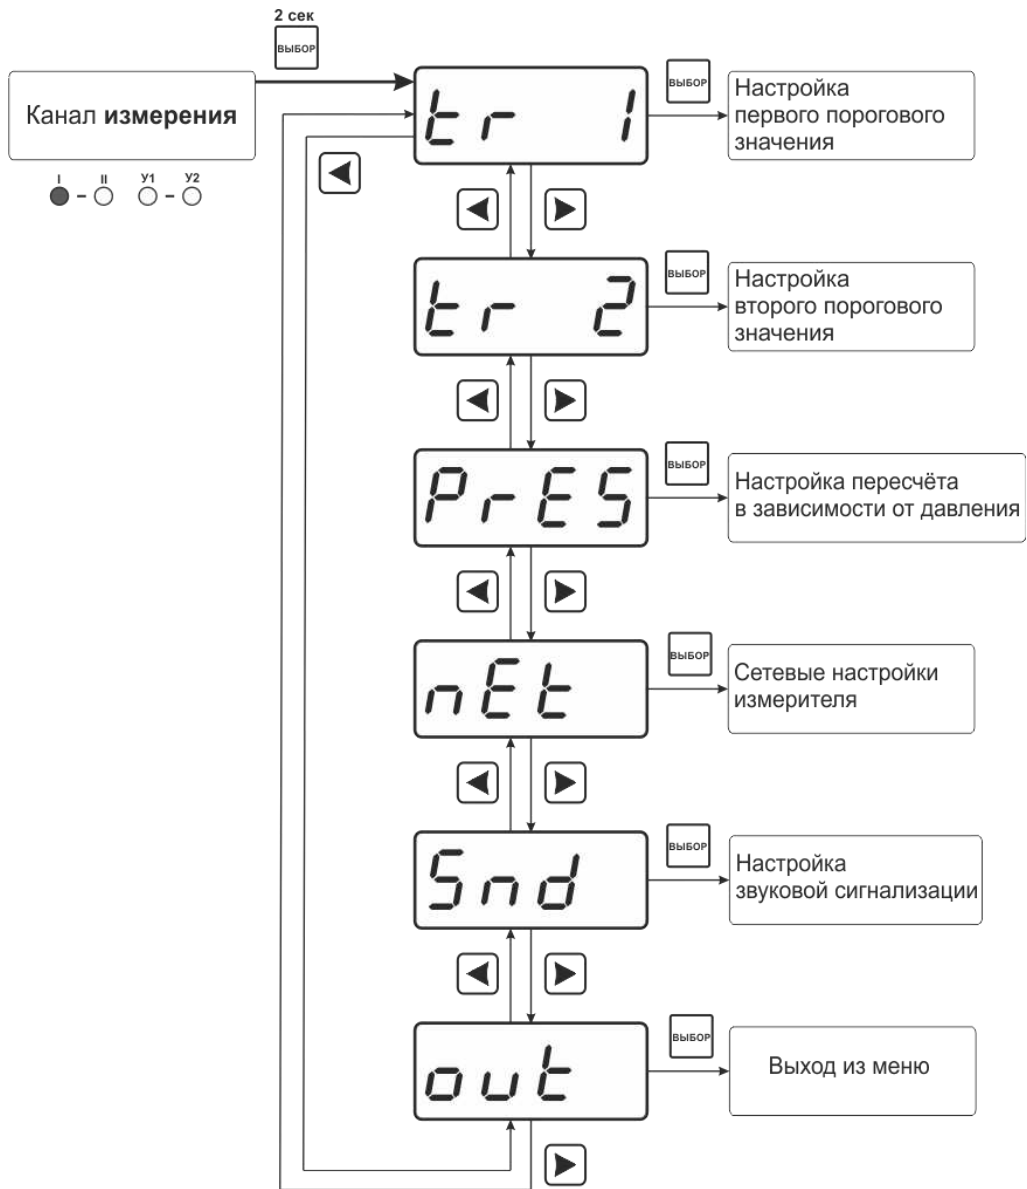 2 сек
ВЫБОР
Канал измерения
I - II У1 - У2
tr 1
ВЫБОР
Настройка
первого порогового
значения
tr 2
ВЫБОР
Настройка
второго порогового
значения
PrES
ВЫБОР
Настройка пересчёта
в зависимости от давления
nEt
ВЫБОР
Сетевые настройки
измерителя
Snd
ВЫБОР
Настройка
звуковой сигнализации
out
ВЫБОР
Выход из меню